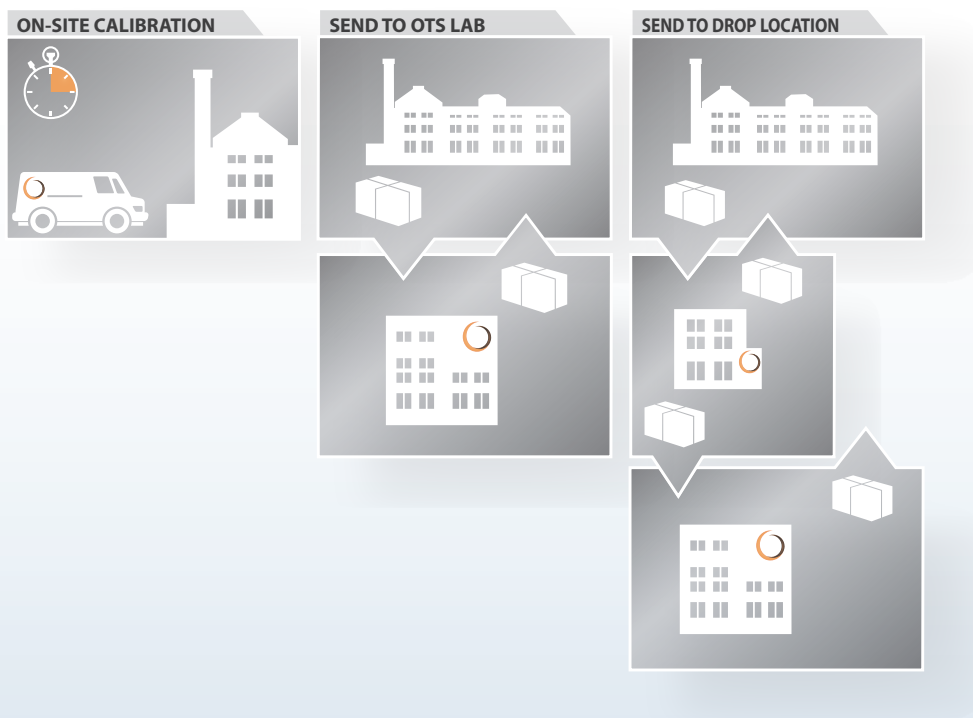 ON-SITE CALIBRATION
SEND TO OTS LAB
SEND TO DROP LOCATION